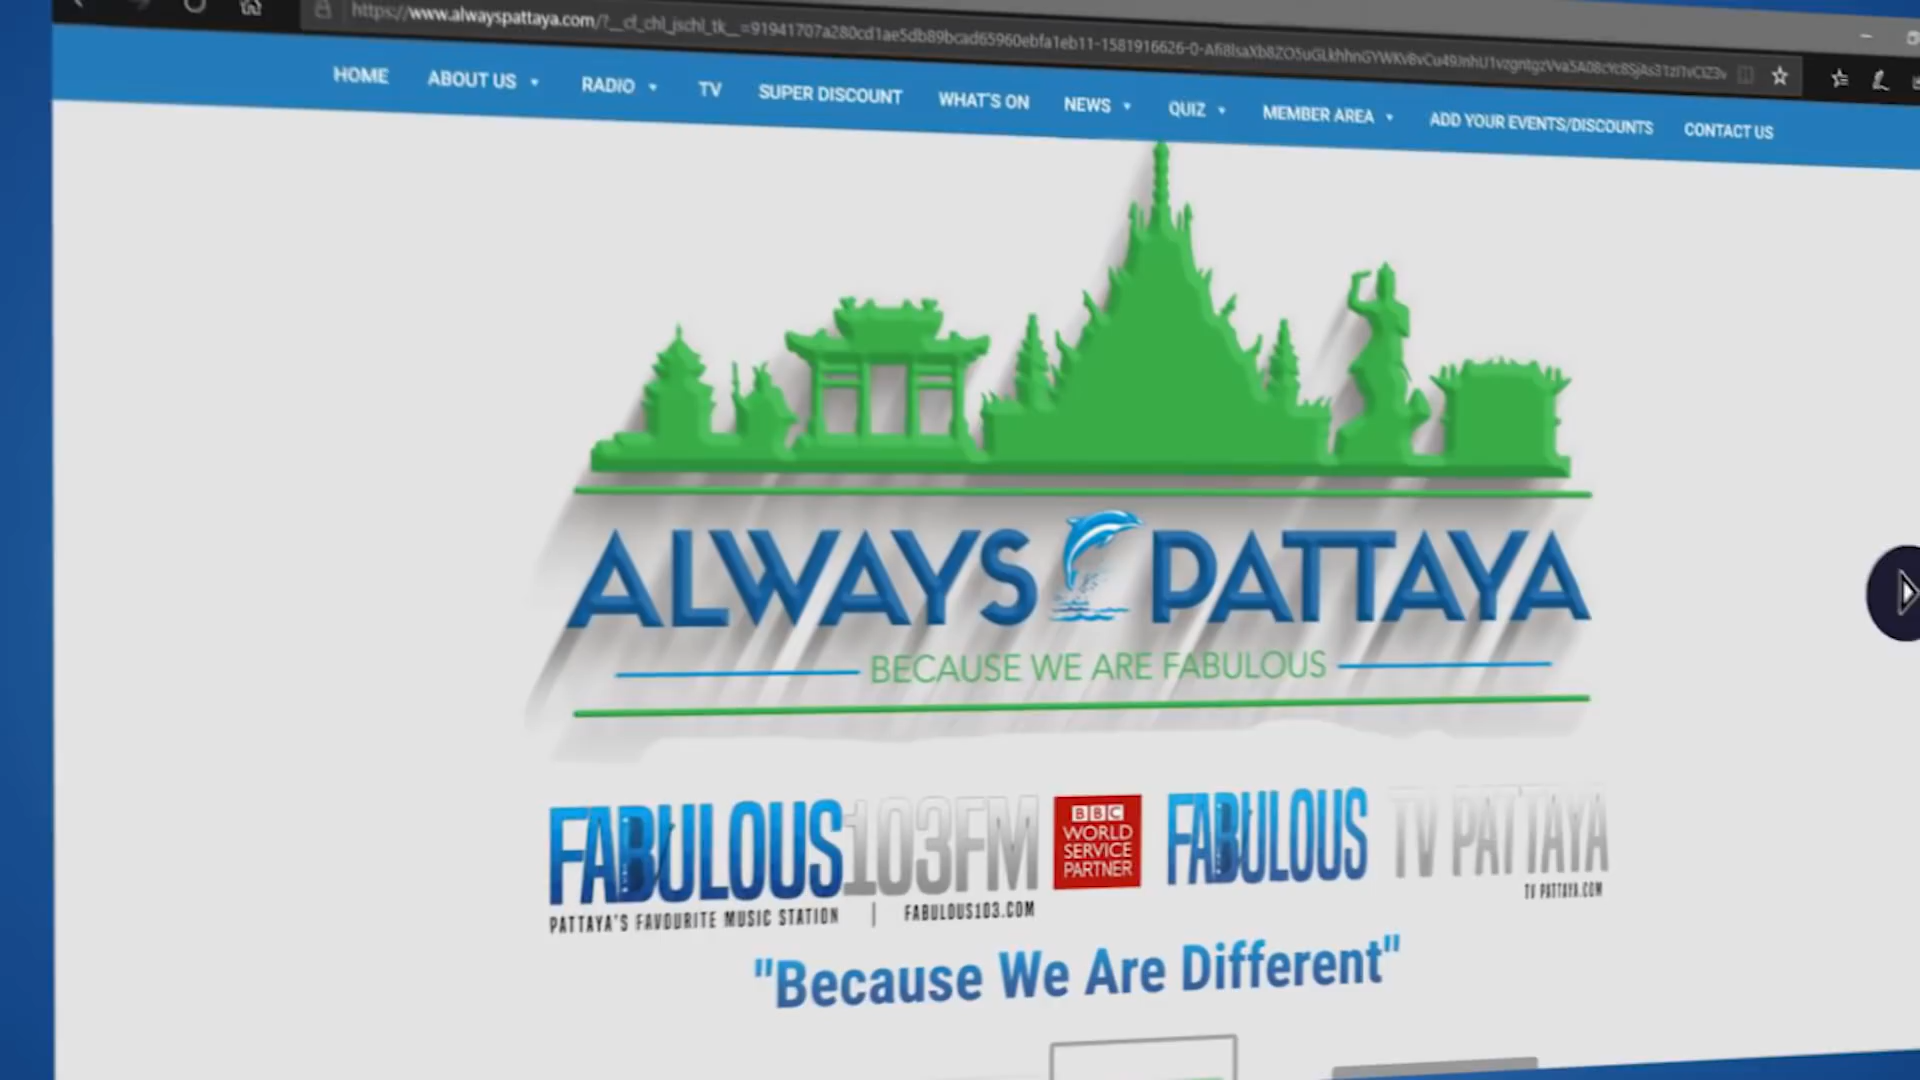 https://www.alwayspattaya.com/?__cf_chl_jschl_tk__=
HOME ABOUT US RADIO TV SUPER DISCOUNT WHAT'S ON NEWS QUIZ MEMBER AREA ADD YOUR EVENTS/DISCOUNTS CONTACT US
ALWAYS PATTAYA
BECAUSE WE ARE FABULOUS
FABULOUS103FM
PATTAYA'S FAVOURITE MUSIC STATION | FABULOUS103.COM
BBC
WORLD
SERVICE
PARTNER
FABULOUS TV PATTAYA
TV PATTAYA.COM
"Because We Are Different"